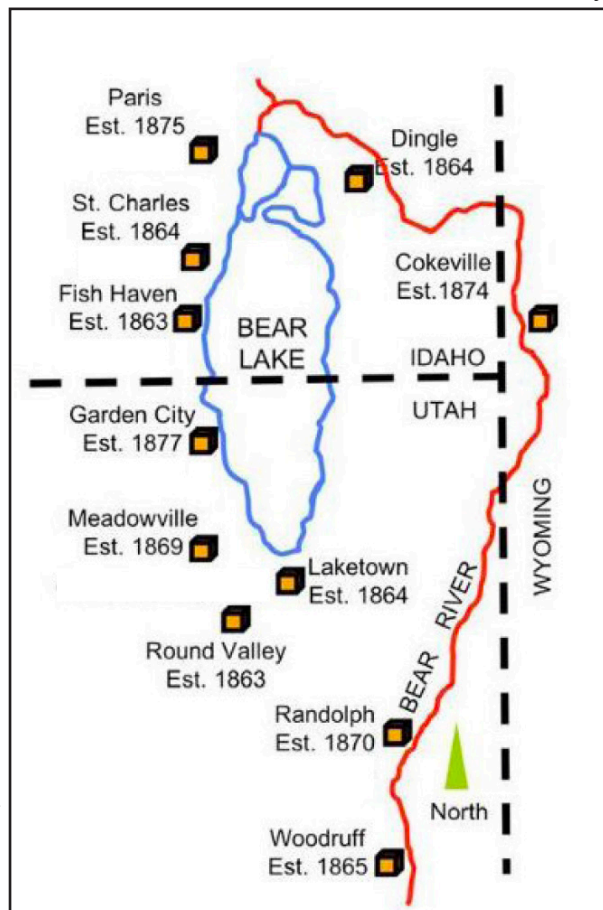 Paris
Est. 1875
Dingle
Est. 1864
St. Charles
Est. 1864
Cokeville
Est.1874
Fish Haven
Est. 1863
BEAR
LAKE
IDAHO
UTAH
Garden City
Est. 1877
WYOMING
Meadowville
Est. 1869
Laketown
Est. 1864
BEAR RIVER
Round Valley
Est. 1863
Randolph
Est. 1870
North
Woodruff
Est. 1865